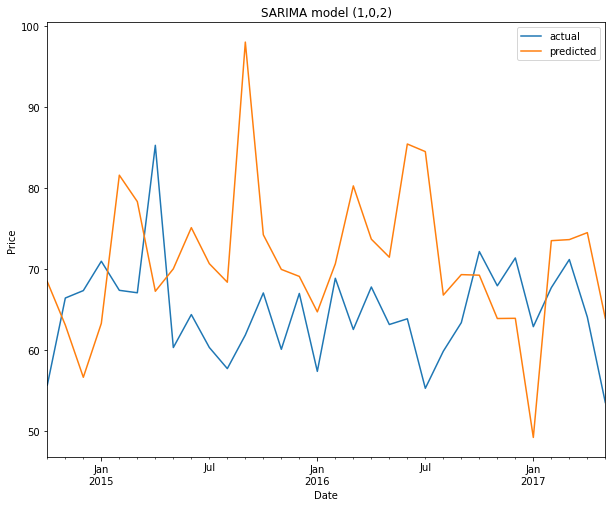 SARIMA model (1,0,2)
actual
predicted
100
90
80
70
60
50
Price
Jan
2015
Jul
Jan
2016
Jul
Jan
2017
Date